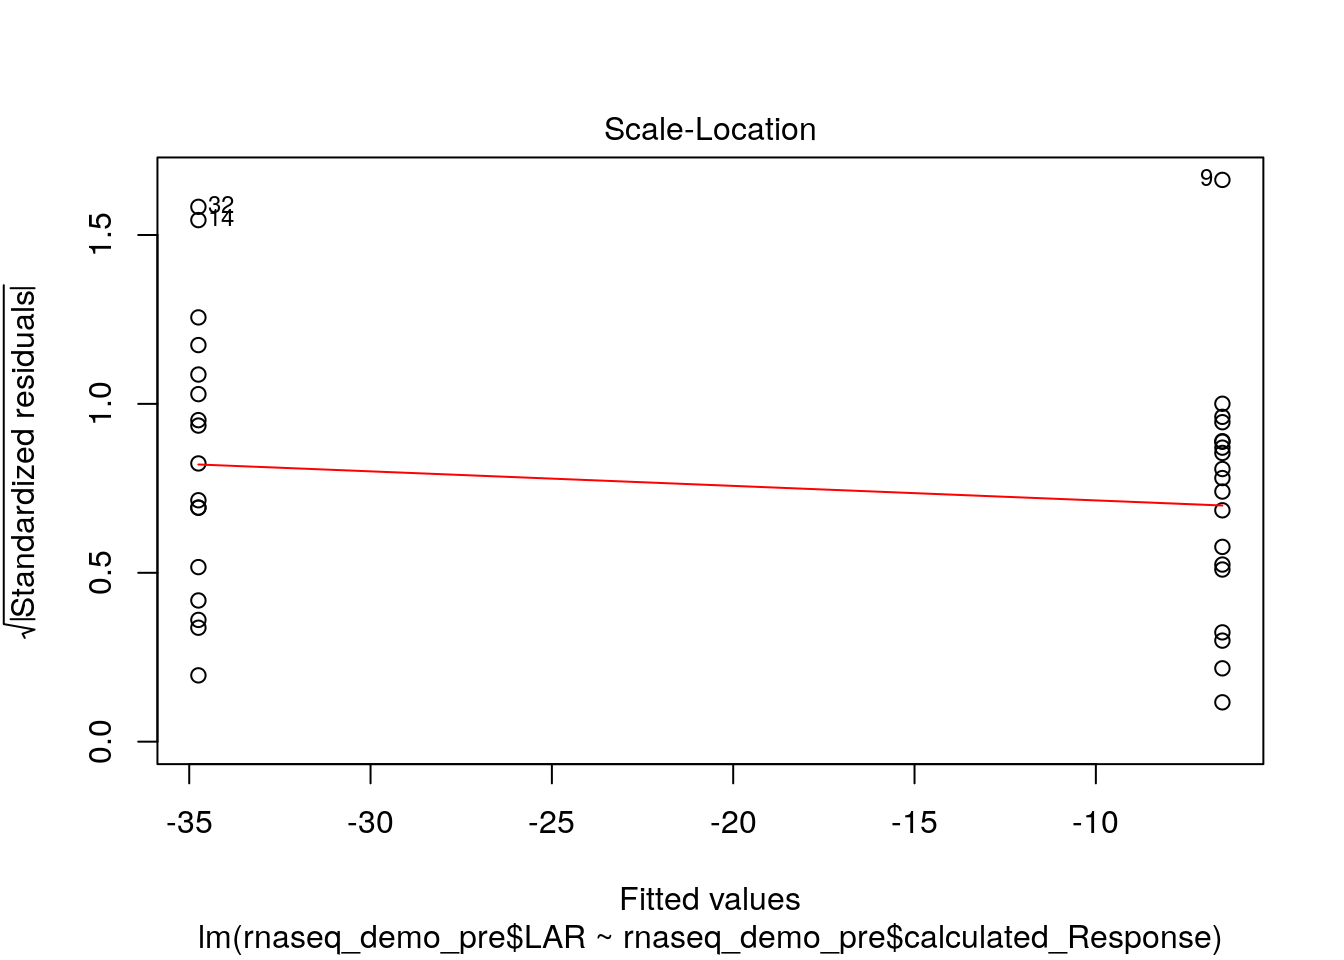 Scale-Location
√|Standardized residuals|
1.5
1.0
0.5
0.0
32
14
9
-35 -30 -25 -20 -15 -10
Fitted values
lm(rnaseq_demo_pre$LAR ~ rnaseq_demo_pre$calculated_Response)